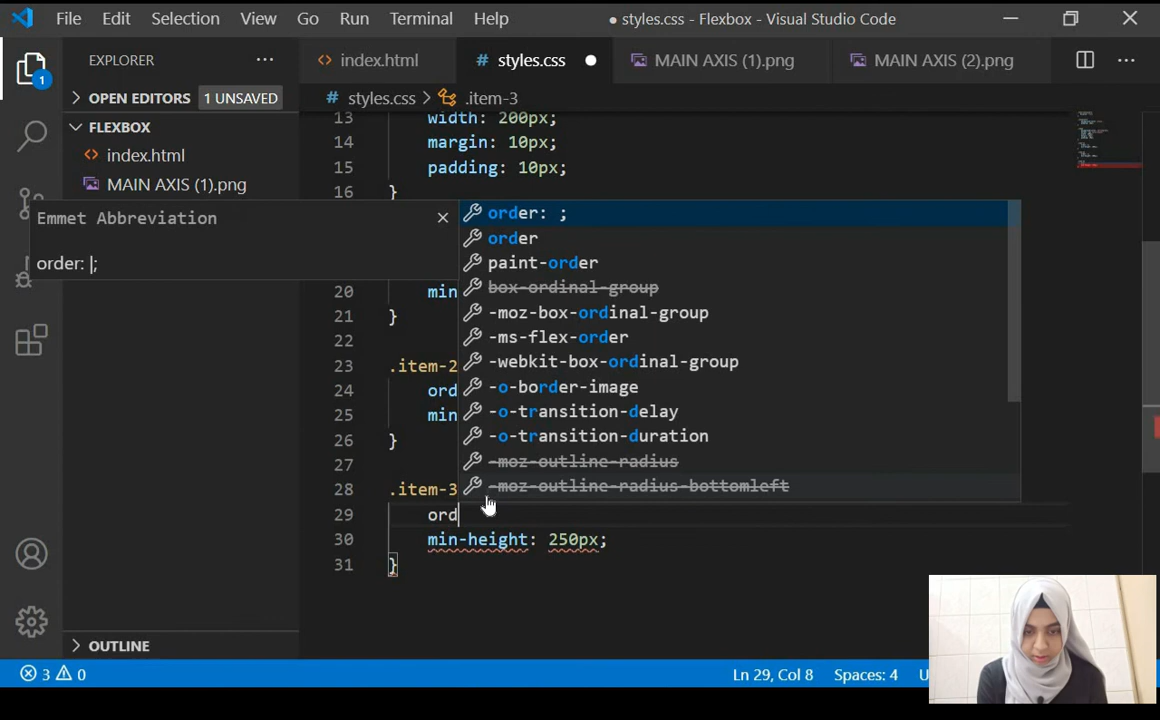 File Edit Selection View Go Run Terminal Help ● styles.css - Flexbox - Visual Studio Code
EXPLORER ···
<> index.html # styles.css ● MAIN AXIS (1).png MAIN AXIS (2).png ···
1
> OPEN EDITORS 1 UNSAVED
# styles.css > .item-3
FLEXBOX
<> index.html
MAIN AXIS (1).png
13 width: 200px;
14 margin: 10px;
15 padding: 10px;
16 }
Emmet Abbreviation ×
order: |;
order: ;
order
paint-order
box-ordinal-group
-moz-box-ordinal-group
-ms-flex-order
-webkit-box-ordinal-group
-o-border-image
-o-transition-delay
-o-transition-duration
-moz-outline-radius
-moz-outline-radius-bottomleft
20 min
21 }
22
23 .item-2
24 ord
25 min
26 }
27
28 .item-3
29 ord
30 min-height: 250px;
31 }
> OUTLINE
3 0 Ln 29, Col 8 Spaces: 4 U